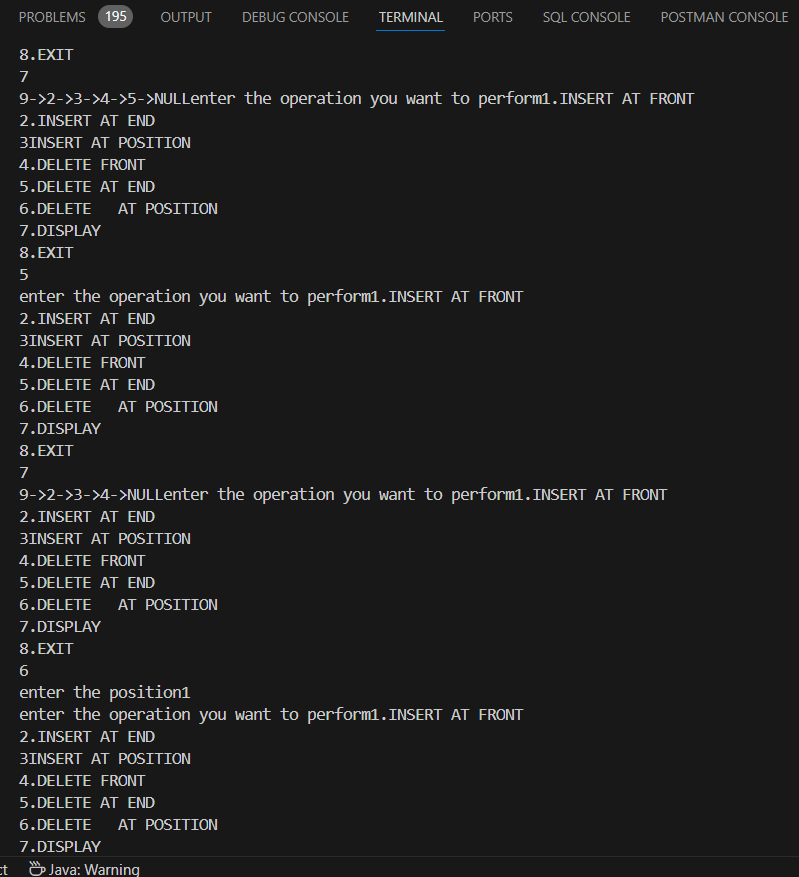 PROBLEMS 195 OUTPUT DEBUG CONSOLE TERMINAL PORTS SQL CONSOLE POSTMAN CONSOLE
8.EXIT
7
9->2->3->4->5->NULLenter the operation you want to perform1.INSERT AT FRONT
2.INSERT AT END
3INSERT AT POSITION
4.DELETE FRONT
5.DELETE AT END
6.DELETE   AT POSITION
7.DISPLAY
8.EXIT
5
enter the operation you want to perform1.INSERT AT FRONT
2.INSERT AT END
3INSERT AT POSITION
4.DELETE FRONT
5.DELETE AT END
6.DELETE   AT POSITION
7.DISPLAY
8.EXIT
7
9->2->3->4->NULLenter the operation you want to perform1.INSERT AT FRONT
2.INSERT AT END
3INSERT AT POSITION
4.DELETE FRONT
5.DELETE AT END
6.DELETE   AT POSITION
7.DISPLAY
8.EXIT
6
enter the position1
enter the operation you want to perform1.INSERT AT FRONT
2.INSERT AT END
3INSERT AT POSITION
4.DELETE FRONT
5.DELETE AT END
6.DELETE   AT POSITION
7.DISPLAY
ct Java: Warning